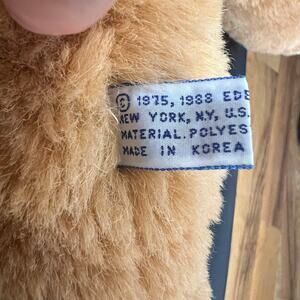 © 1975, 1988 EDE
NEW YORK, N.Y, U.S.
MATERIAL.POLYES
MADE IN KOREA